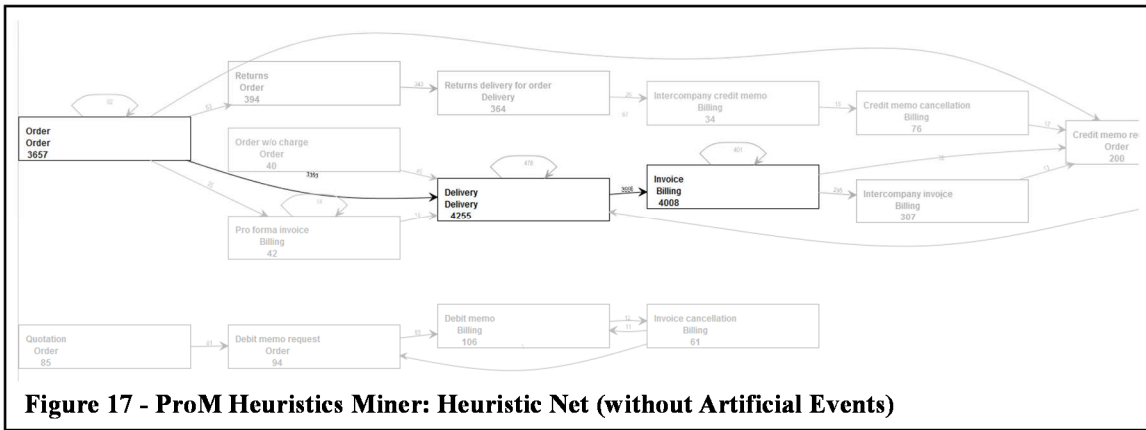 Returns
Order
394
Returns delivery for order
Delivery
364
Intercompany credit memo
Billing
34
Credit memo cancellation
Billing
76
Credit memo re
Order
200
Order
Order
3657
Order w/o charge
Order
40
Delivery
Delivery
4255
Invoice
Billing
4008
Intercompany invoice
Billing
307
Pro forma invoice
Billing
42
Quotation
Order
85
Debit memo request
Order
94
Debit memo
Billing
106
Invoice cancellation
Billing
61
Figure 17 - ProM Heuristics Miner: Heuristic Net (without Artificial Events)